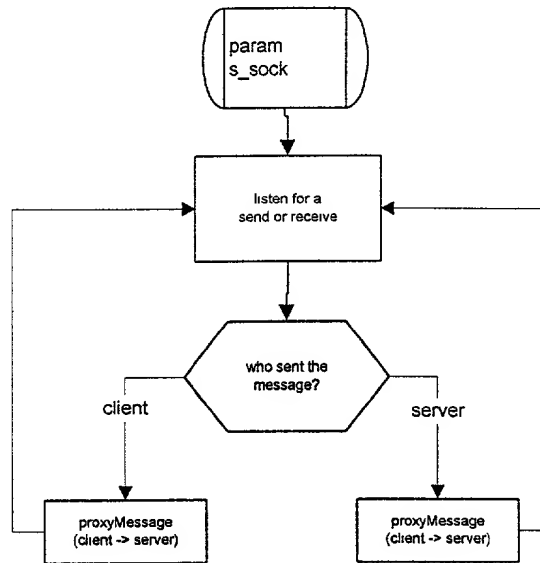 param
s_sock
listen for a
send or receive
who sent the
message?
client
server
proxyMessage
(client -> server)
proxyMessage
(client -> server)